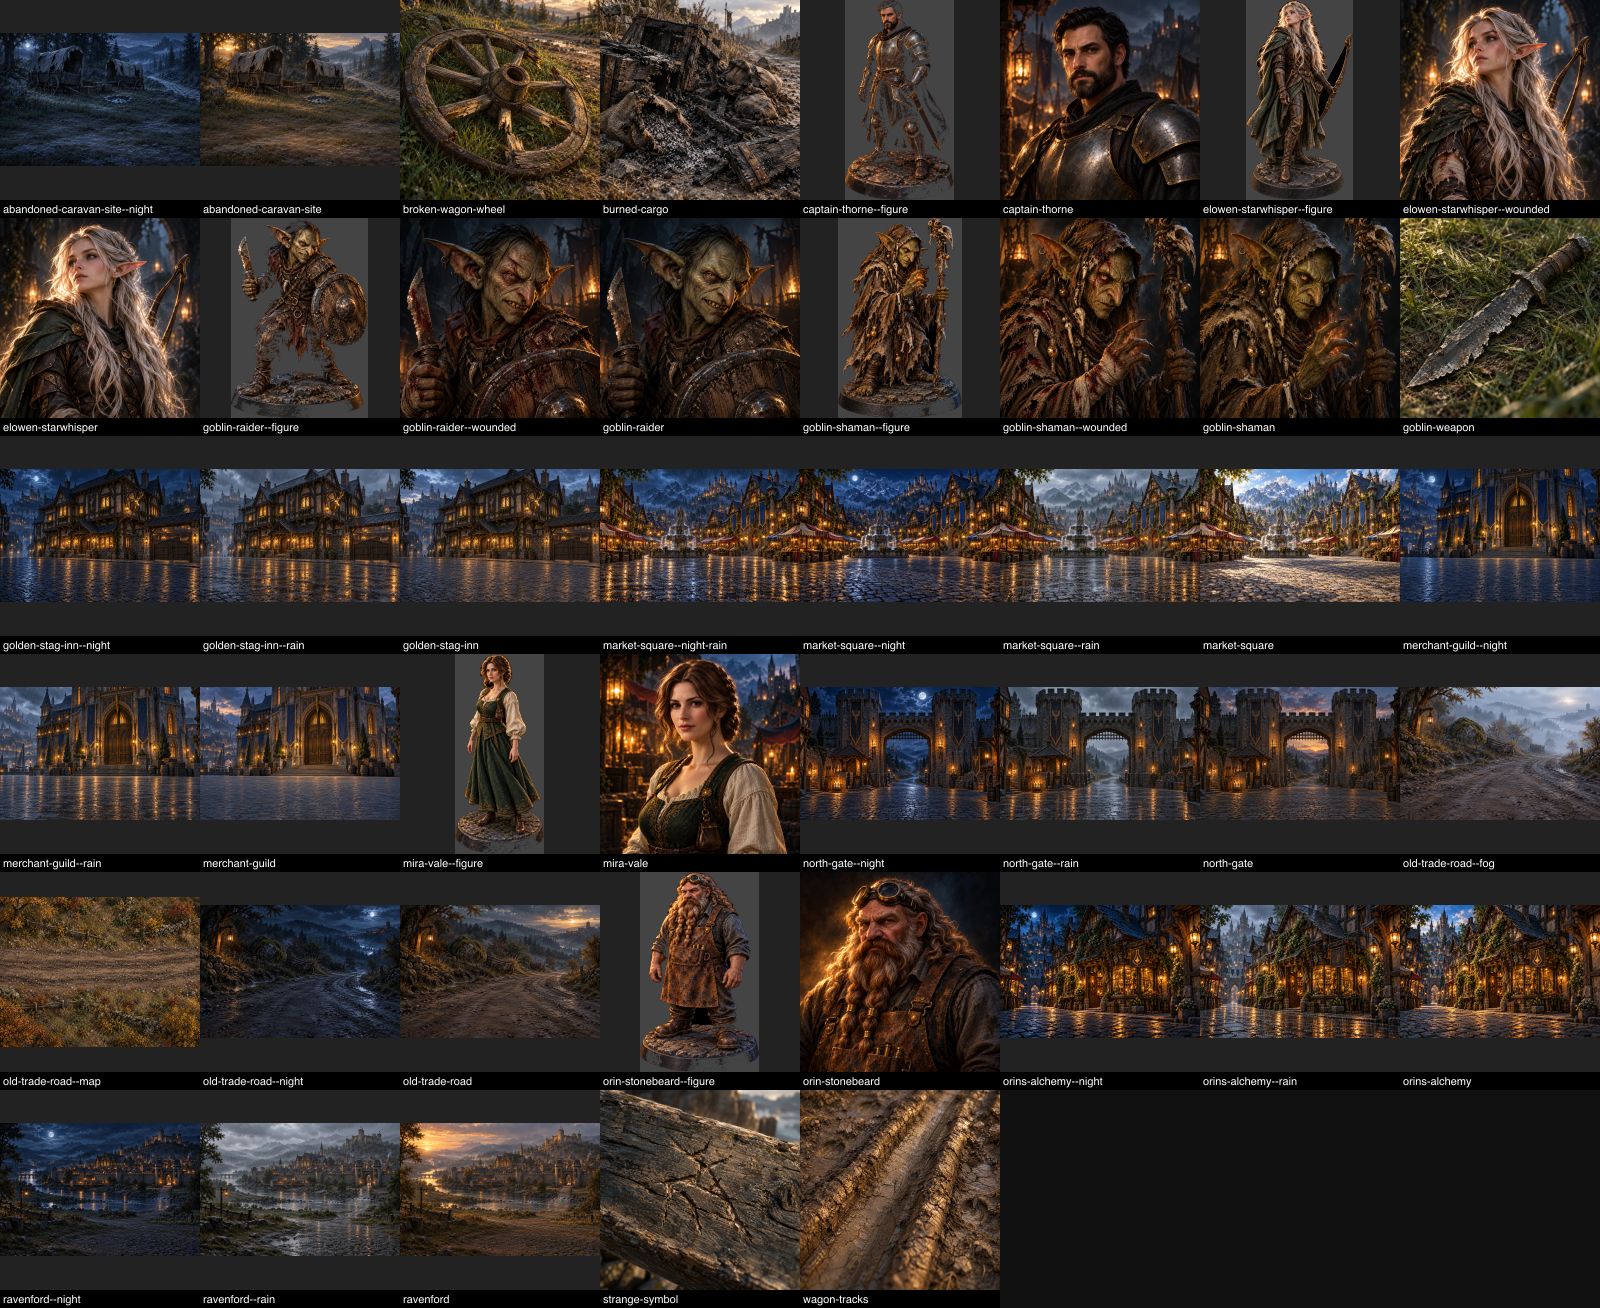 abandoned-caravan-site--night
abandoned-caravan-site
broken-wagon-wheel
burned-cargo
captain-thorne--figure
captain-thorne
elowen-starwhisper--figure
elowen-starwhisper--wounded
elowen-starwhisper
goblin-raider--figure
goblin-raider--wounded
goblin-raider
goblin-shaman--figure
goblin-shaman--wounded
goblin-shaman
goblin-weapon
golden-stag-inn--night
golden-stag-inn--rain
golden-stag-inn
market-square--night-rain
market-square--night
market-square--rain
market-square
merchant-guild--night
merchant-guild--rain
merchant-guild
mira-vale--figure
mira-vale
north-gate--night
north-gate--rain
north-gate
old-trade-road--fog
old-trade-road--map
old-trade-road--night
old-trade-road
orin-stonebeard--figure
orin-stonebeard
orins-alchemy--night
orins-alchemy--rain
orins-alchemy
ravenford--night
ravenford--rain
ravenford
strange-symbol
wagon-tracks